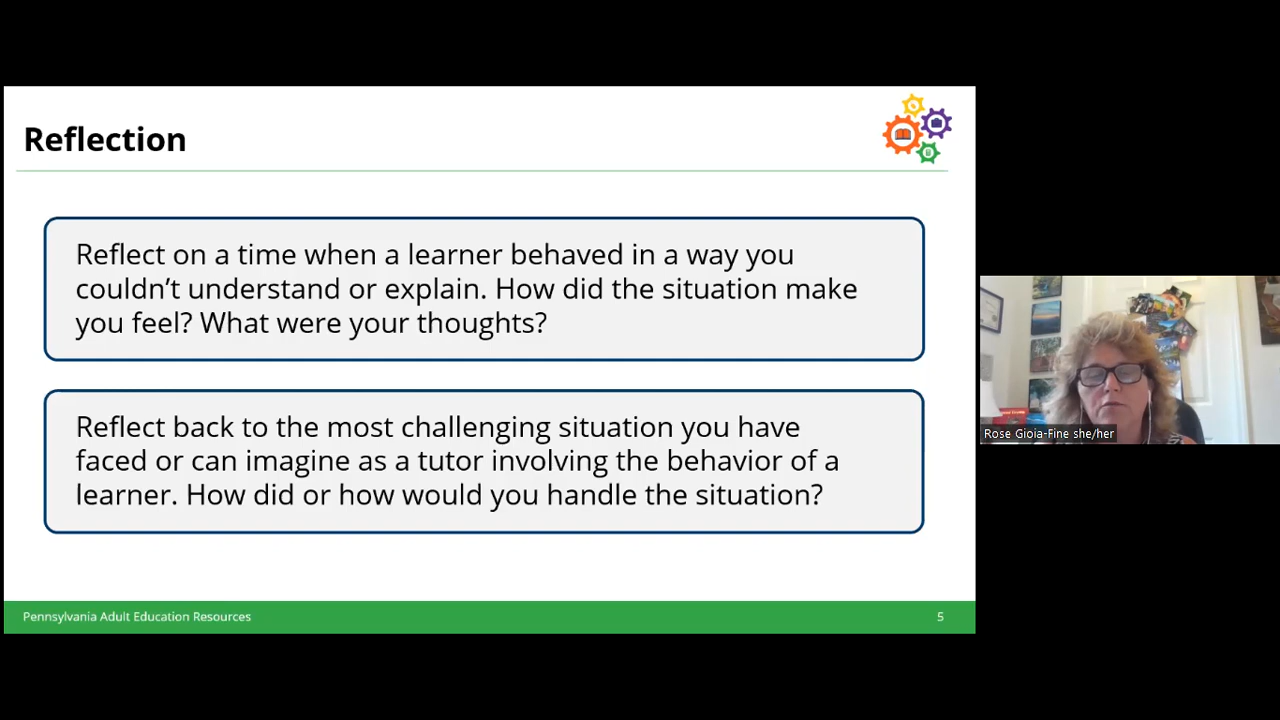 Reflection
Reflect on a time when a learner behaved in a way you
couldn’t understand or explain. How did the situation make
you feel? What were your thoughts?
Reflect back to the most challenging situation you have
faced or can imagine as a tutor involving the behavior of a
learner. How did or how would you handle the situation?
Pennsylvania Adult Education Resources
5
Rose Gioia-Fine she/her